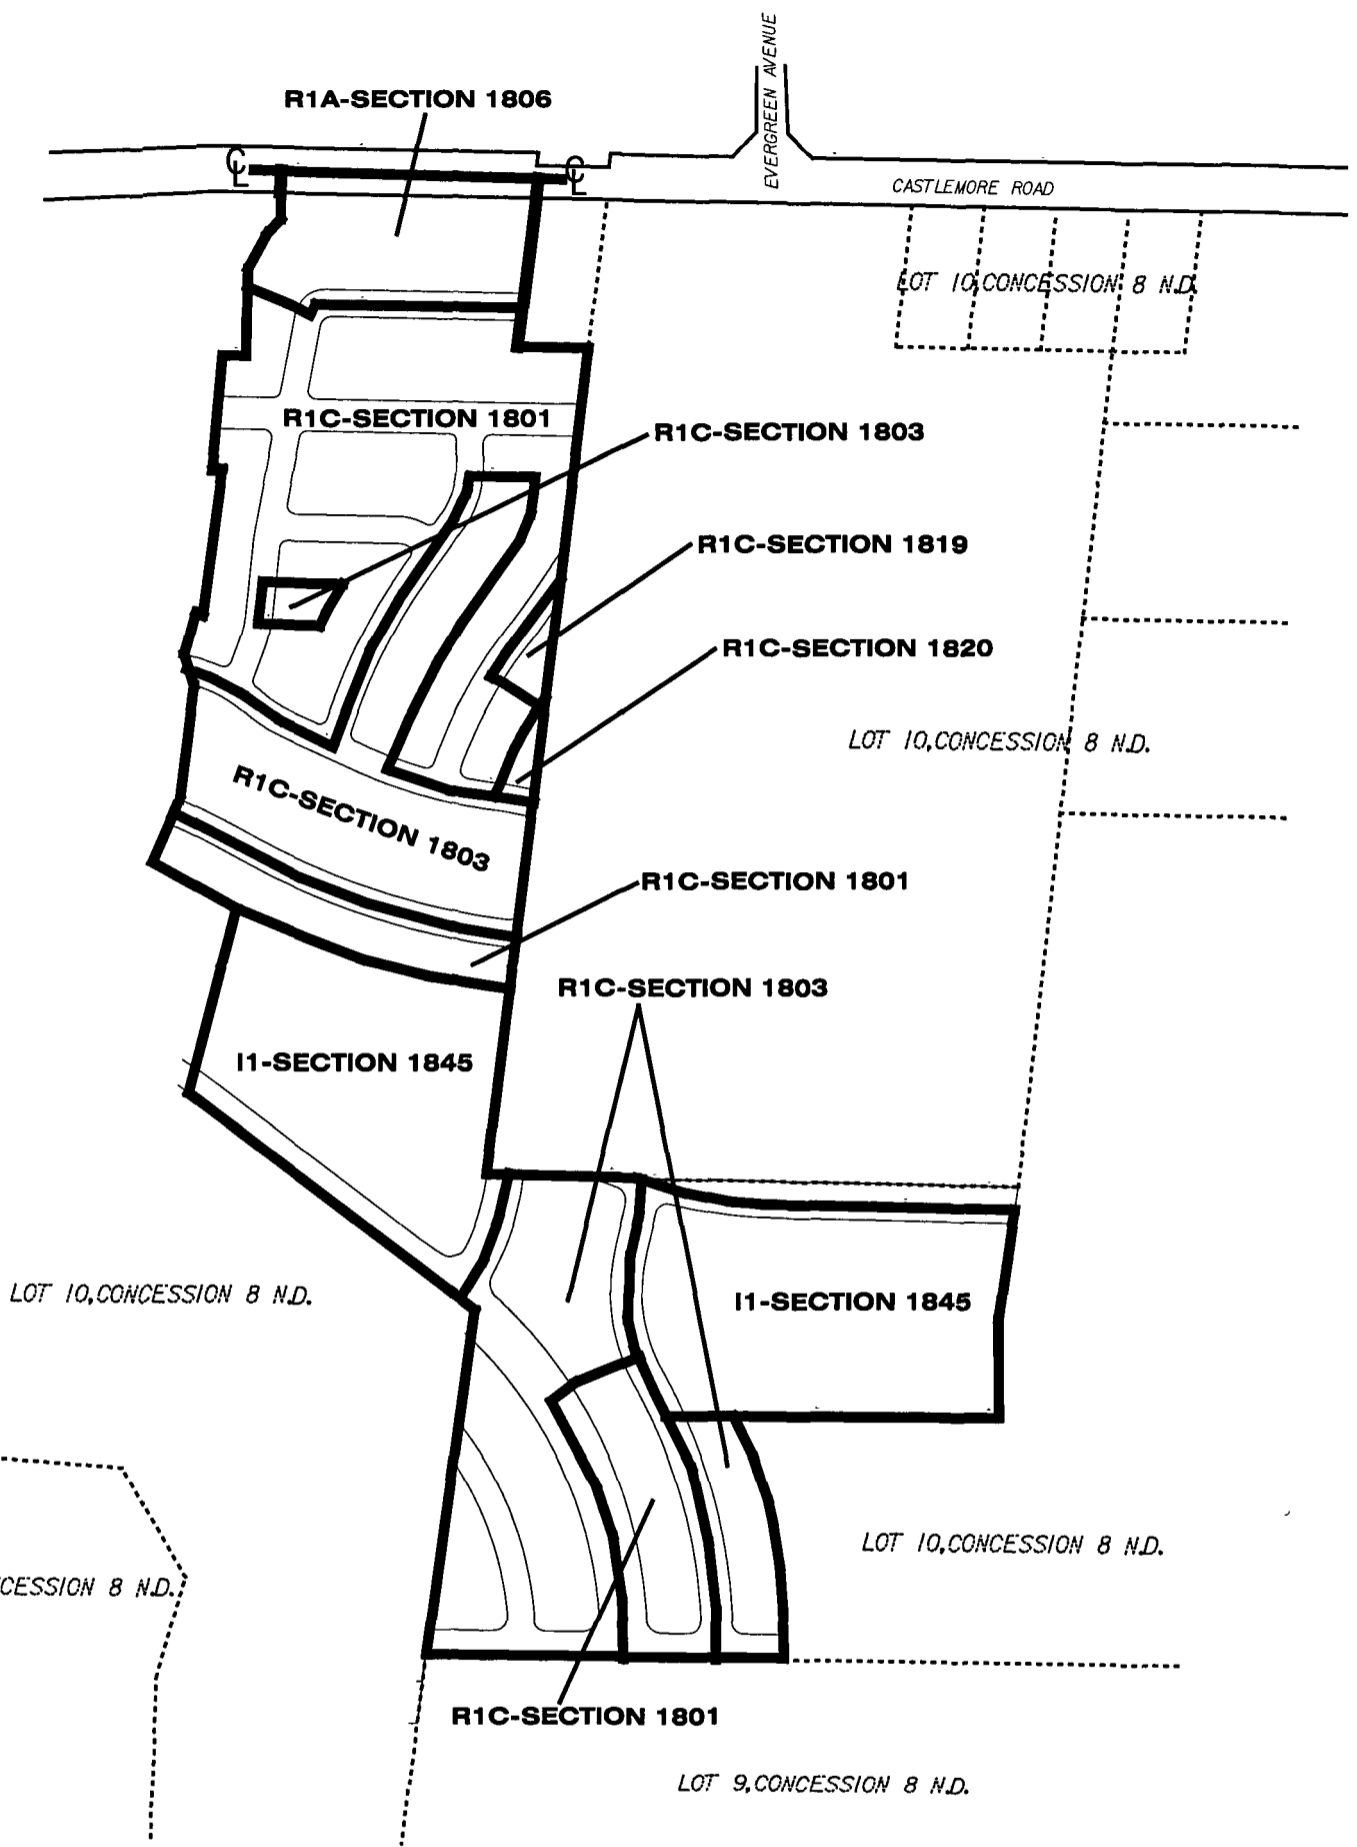 EVERGREEN AVENUE
R1A-SECTION 1806
CL
CL
CASTLEMORE ROAD
LOT 10,CONCESSION 8 N.D.
R1C-SECTION 1801
R1C-SECTION 1803
R1C-SECTION 1819
R1C-SECTION 1820
LOT 10,CONCESSION 8 N.D.
R1C-SECTION 1803
R1C-SECTION 1801
R1C-SECTION 1803
I1-SECTION 1845
LOT 10,CONCESSION 8 N.D.
I1-SECTION 1845
LOT 10,CONCESSION 8 N.D.
CESSION 8 N.D.
R1C-SECTION 1801
LOT 9,CONCESSION 8 N.D.